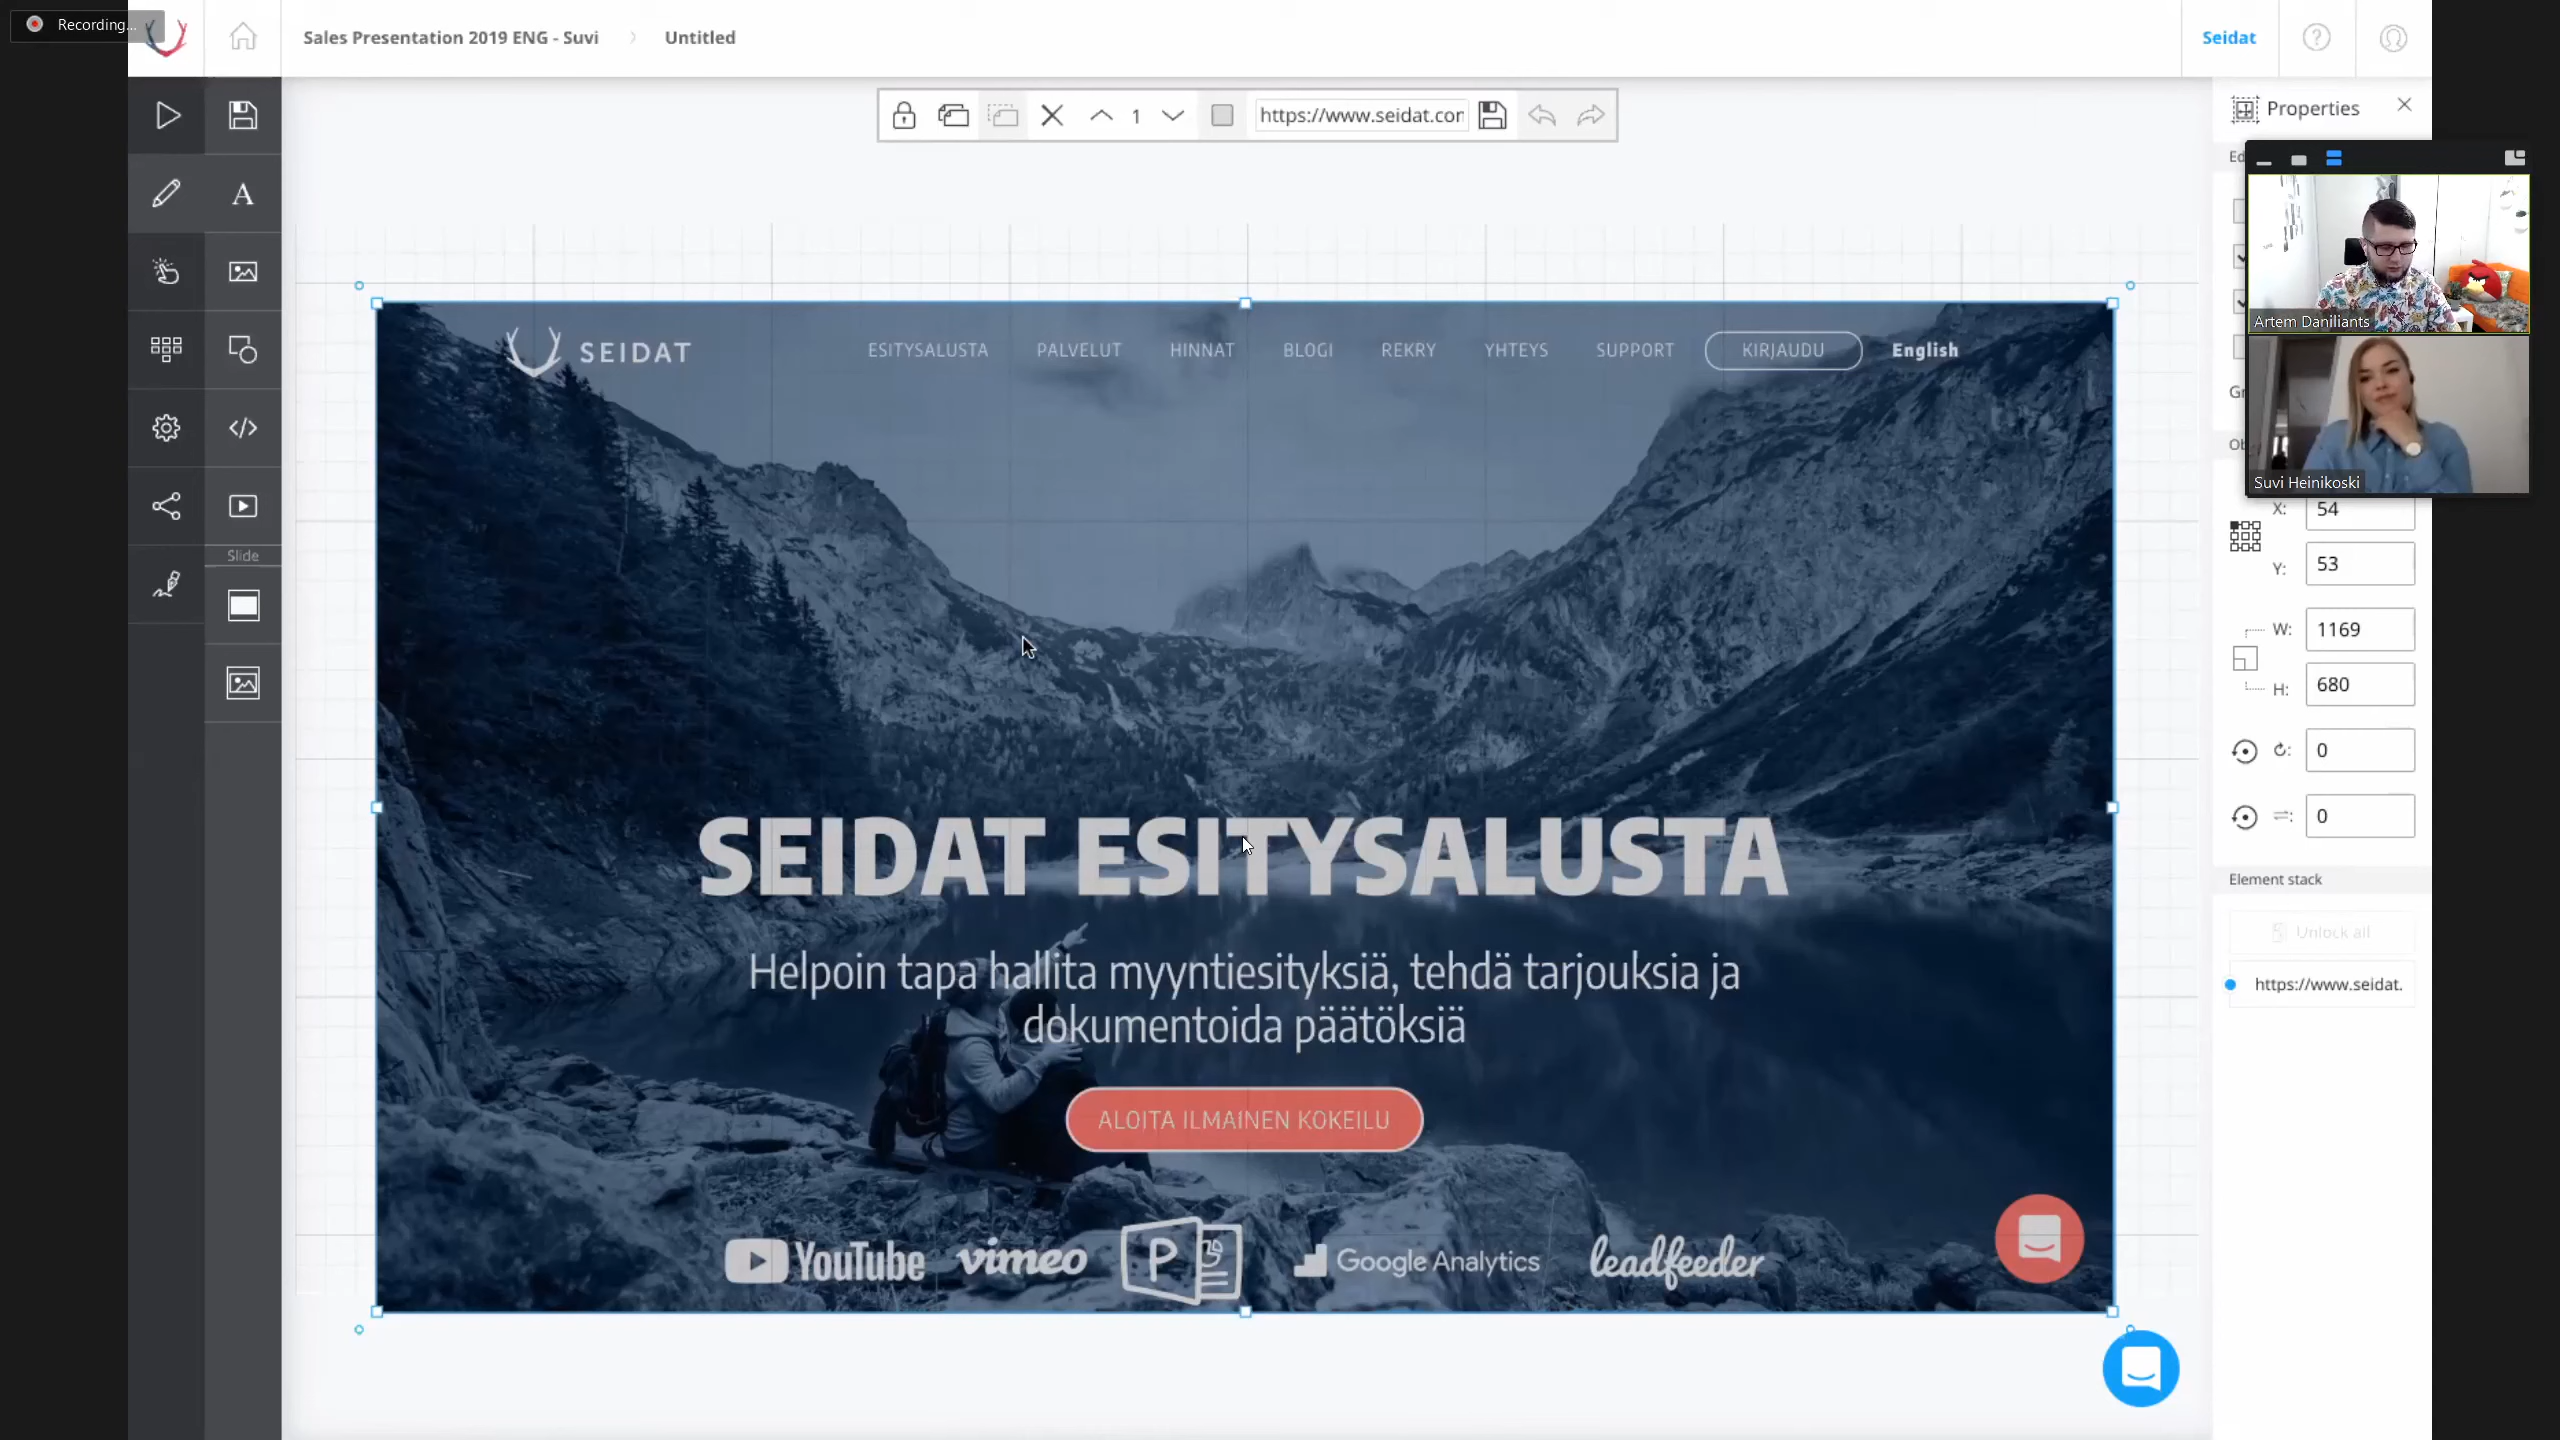 Recording...
Sales Presentation 2019 ENG - Suvi
Untitled
Seidat
1
https://www.seidat.con
Properties
Artem Daniliants
Suvi Heinikoski
Slide
SEIDAT
ESITYSALUSTA
PALVELUT
HINNAT
BLOGI
REKRY
YHTEYS
SUPPORT
KIRJAUDU
English
SEIDAT ESITYSALUSTA
Helpoin tapa hallita myyntiesityksiä, tehdä tarjouksia ja
dokumentoida päätöksiä
ALOITA ILMAINEN KOKEILU
YouTube
vimeo
P
Google Analytics
leadfeeder
X: 54
Y: 53
W: 1169
H: 680
0
0
Element stack
Unlock all
https://www.seidat.